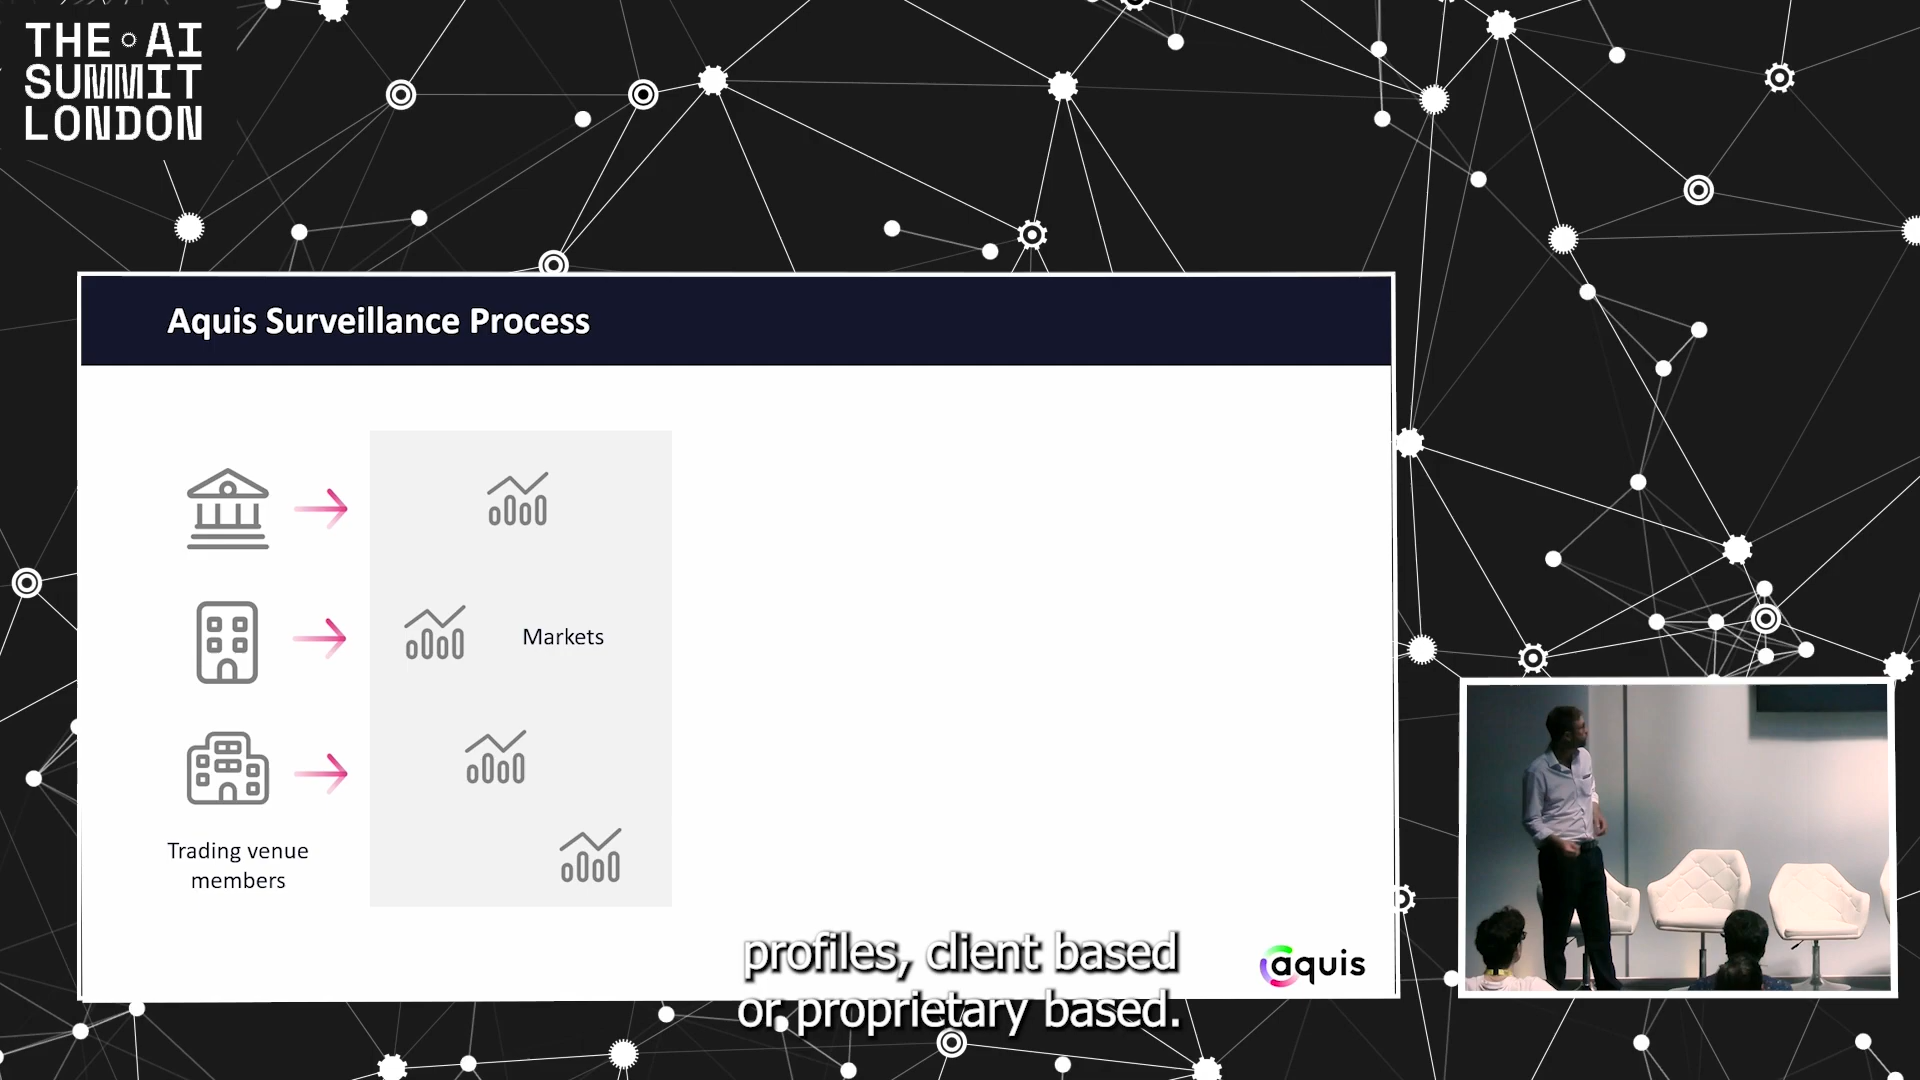 THE AI
SUMMIT
LONDON
Aquis Surveillance Process
Markets
Trading venue
members
profiles, client based
or proprietary based.
aquis